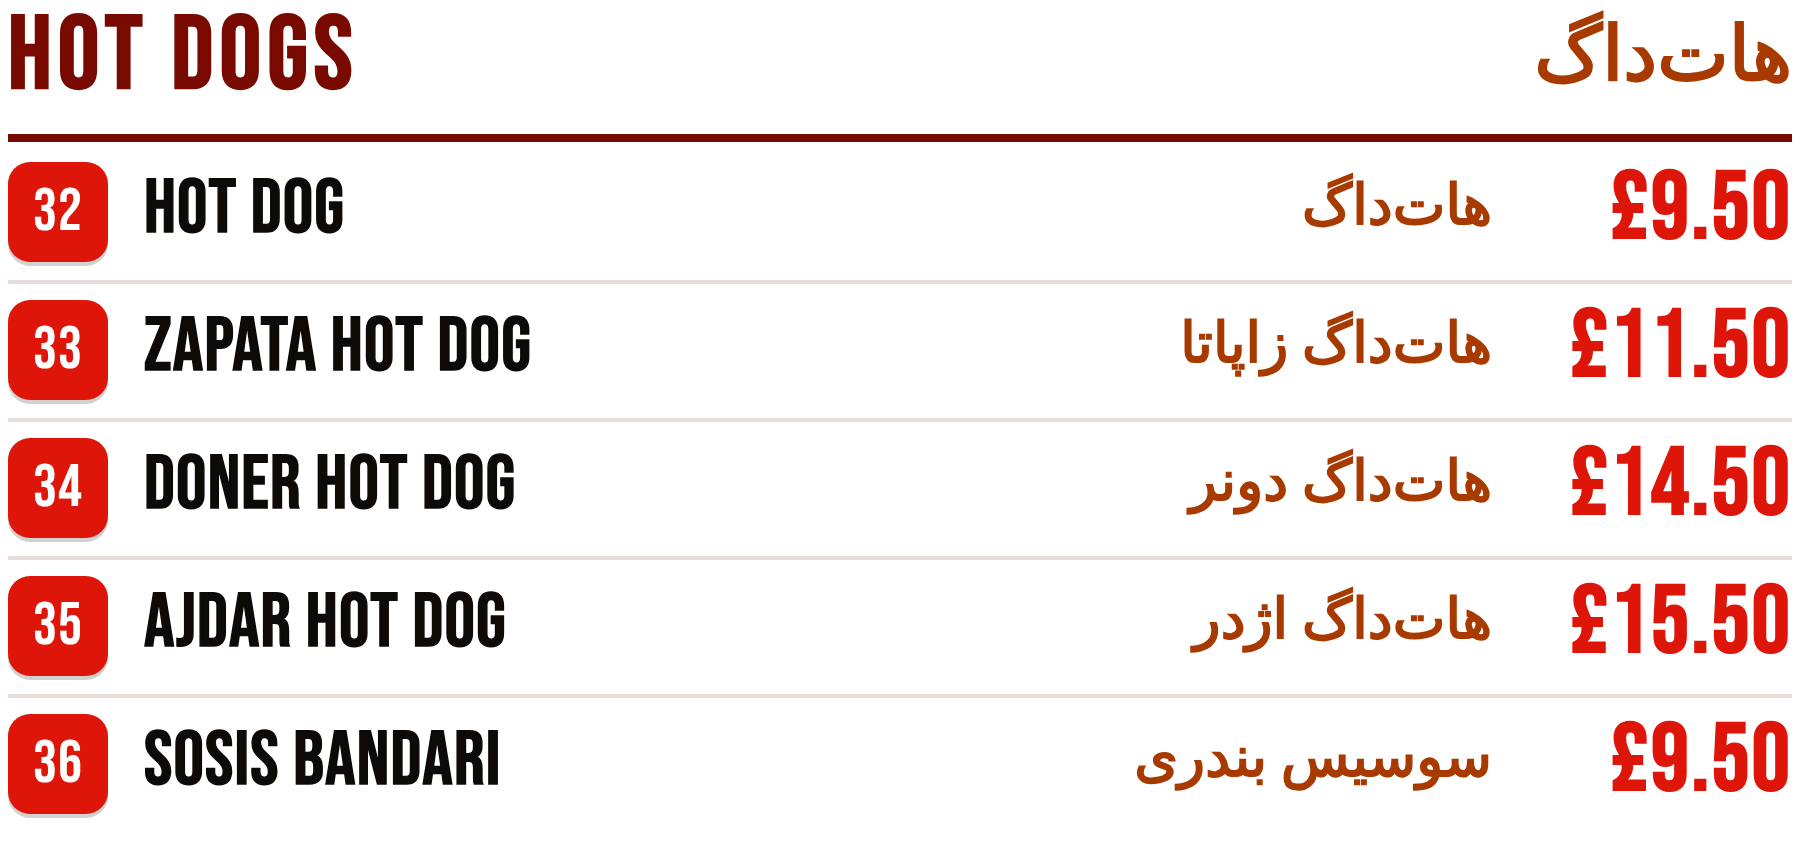 HOT DOGS هات‌داگ
32 HOT DOG هات‌داگ £9.50
33 ZAPATA HOT DOG هات‌داگ زاپاتا £11.50
34 DONER HOT DOG هات‌داگ دونر £14.50
35 AJDAR HOT DOG هات‌داگ اژدر £15.50
36 SOSIS BANDARI سوسیس بندری £9.50